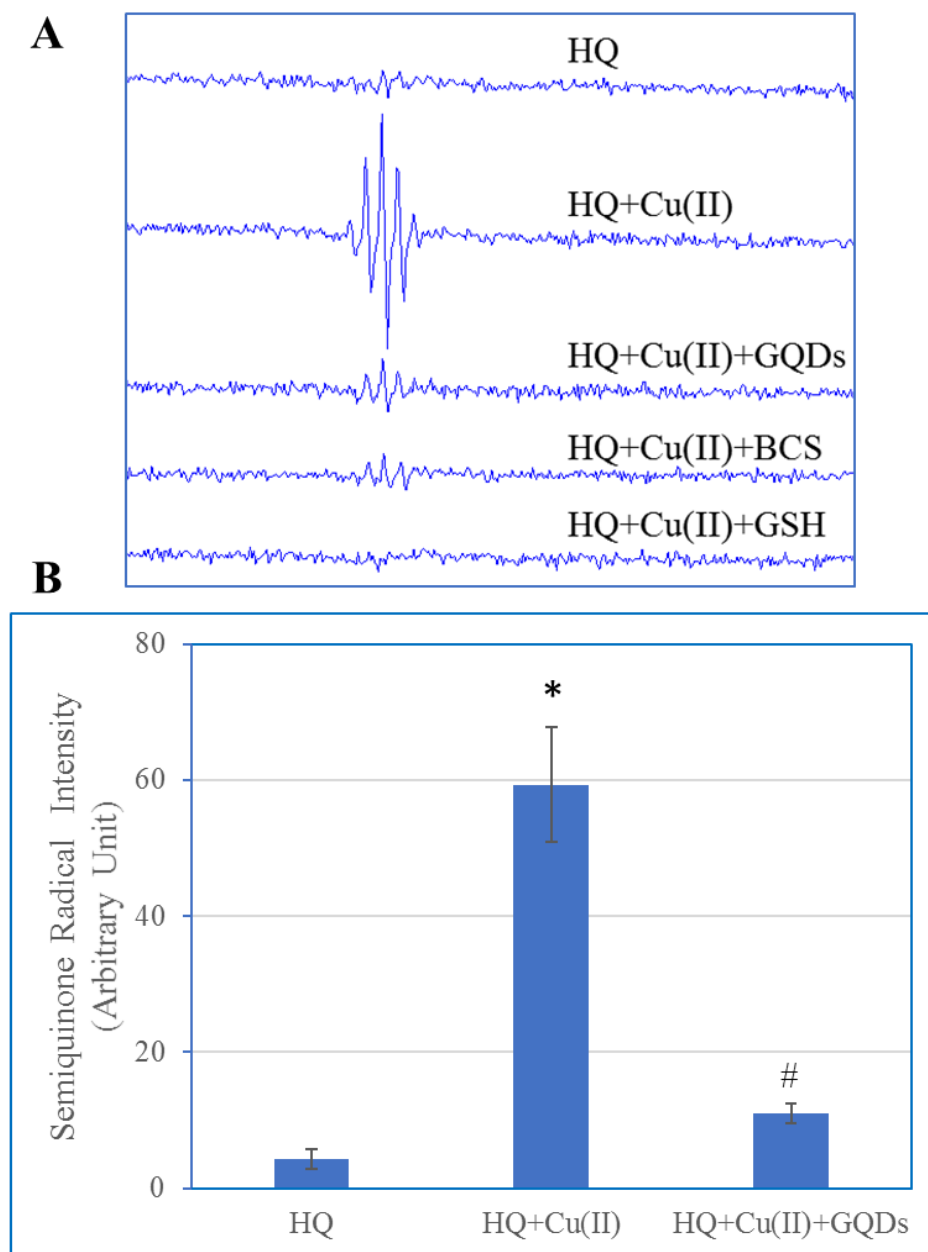 A
HQ
HQ+Cu(II)
HQ+Cu(II)+GQDs
HQ+Cu(II)+BCS
HQ+Cu(II)+GSH
B
Semiquinone Radical Intensity
(Arbitrary Unit)
80
60
40
20
0
*
#
HQ
HQ+Cu(II)
HQ+Cu(II)+GQDs